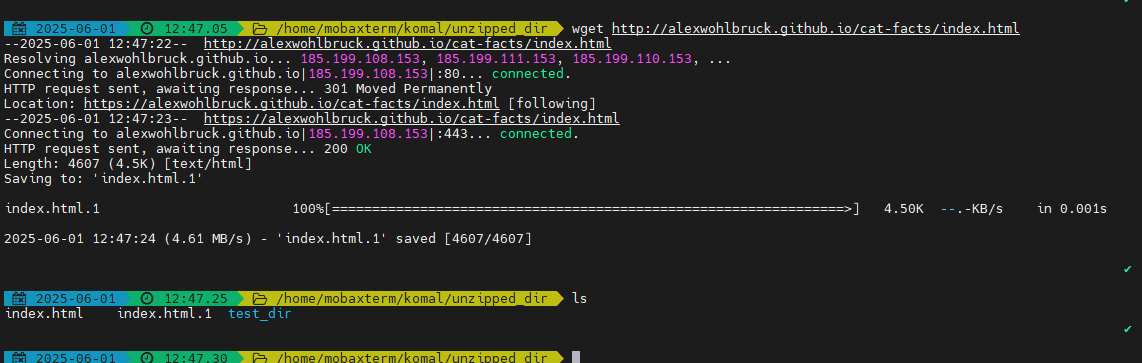 2025-06-01 12:47.05 /home/mobaxterm/komal/unzipped_dir wget http://alexwohlbruck.github.io/cat-facts/index.html
--2025-06-01 12:47:22-- http://alexwohlbruck.github.io/cat-facts/index.html
Resolving alexwohlbruck.github.io... 185.199.108.153, 185.199.111.153, 185.199.110.153, ...
Connecting to alexwohlbruck.github.io|185.199.108.153|:80... connected.
HTTP request sent, awaiting response... 301 Moved Permanently
Location: https://alexwohlbruck.github.io/cat-facts/index.html [following]
--2025-06-01 12:47:23-- https://alexwohlbruck.github.io/cat-facts/index.html
Connecting to alexwohlbruck.github.io|185.199.108.153|:443... connected.
HTTP request sent, awaiting response... 200 OK
Length: 4607 (4.5K) [text/html]
Saving to: 'index.html.1'
index.html.1 100%[================================================================>] 4.50K --.-KB/s in 0.001s
2025-06-01 12:47:24 (4.61 MB/s) - 'index.html.1' saved [4607/4607]
2025-06-01 12:47.25 /home/mobaxterm/komal/unzipped_dir ls
index.html index.html.1 test_dir
2025-06-01 12:47.30 /home/mobaxterm/komal/unzipped_dir